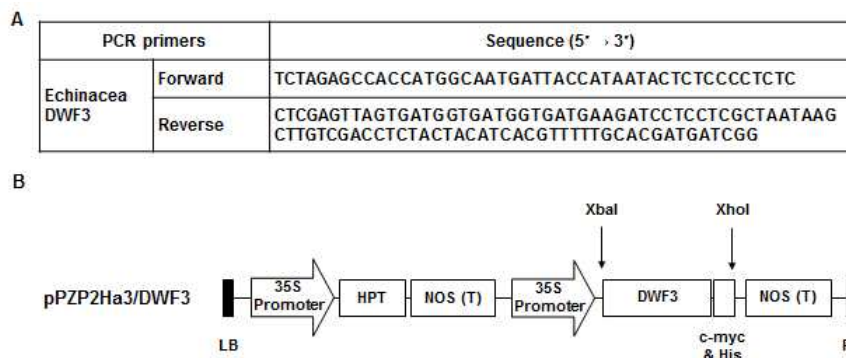 A
PCR primers
Sequence (5' → 3')
Echinacea
DWF3
Forward
TCTAGAGCCACCATGGCAATGATTACCATAATACTCTCCCCTCTC
Reverse
CTCGAGTTAGTGATGGTGATGGTGATGAAGATCCTCCTCGCTAATAAG
CTTGTCGACCTCTACTACATCACGTTTTTGCACGATGATCGG
B
XbaI
XhoI
pPZP2Ha3/DWF3
35S
Promoter
HPT
NOS (T)
35S
Promoter
DWF3
NOS (T)
LB
c-myc
& His